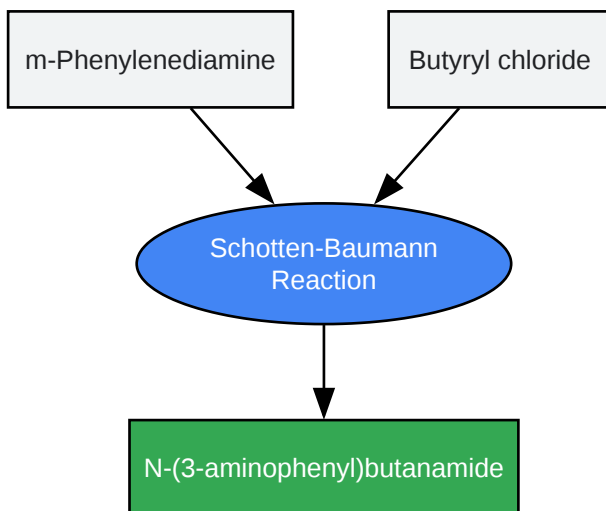 m-Phenylenediamine
Butyryl chloride
Schotten-Baumann
Reaction
N-(3-aminophenyl)butanamide